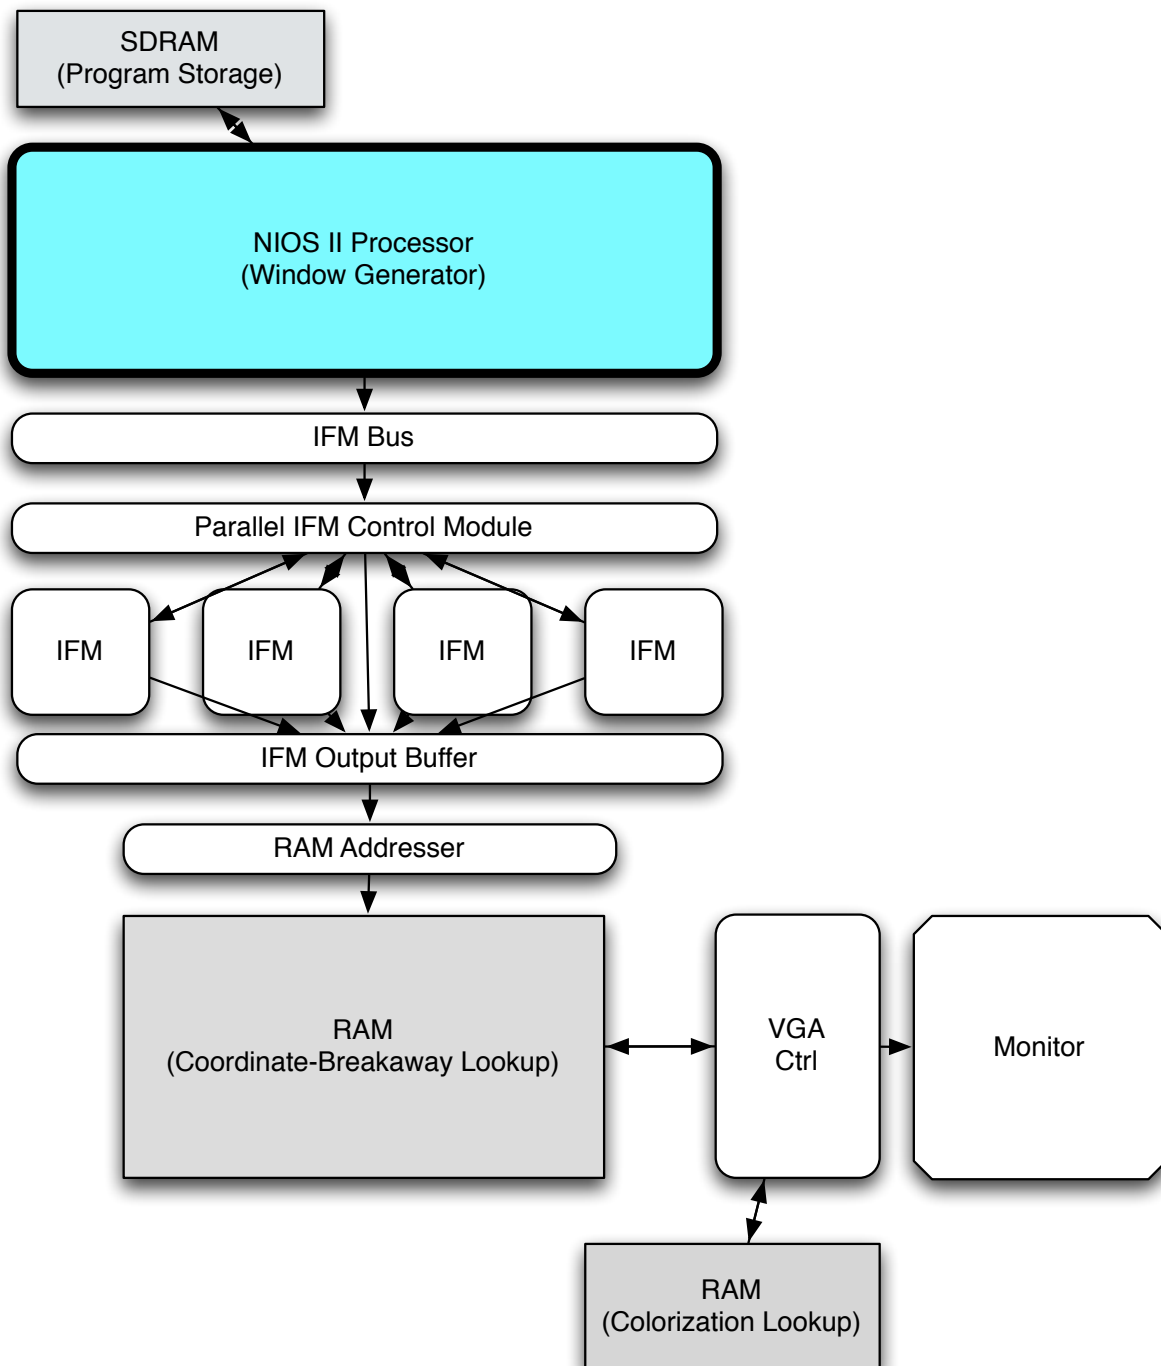 SDRAM
(Program Storage)
NIOS II Processor
(Window Generator)
IFM Bus
Parallel IFM Control Module
IFM
IFM
IFM
IFM
IFM Output Buffer
RAM Addresser
RAM
(Coordinate-Breakaway Lookup)
VGA
Ctrl
Monitor
RAM
(Colorization Lookup)